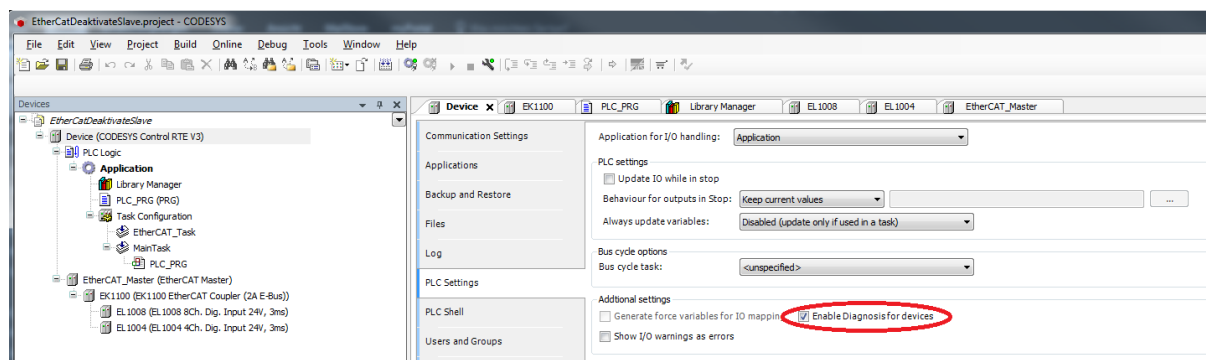 EtherCatDeaktivateSlave.project - CODESYS
File Edit View Project Build Online Debug Tools Window Help
Devices
EtherCatDeaktivateSlave
Device (CODESYS Control RTE V3)
PLC Logic
Application
Library Manager
PLC_PRG (PRG)
Task Configuration
EtherCAT_Task
MainTask
PLC_PRG
EtherCAT_Master (EtherCAT Master)
EK1100 (EK1100 EtherCAT Coupler (2A E-Bus))
EL1008 (EL1008 8Ch. Dig. Input 24V, 3ms)
EL1004 (EL1004 4Ch. Dig. Input 24V, 3ms)
Device X EK1100 PLC_PRG Library Manager EL1008 EL1004 EtherCAT_Master
Communication Settings
Applications
Backup and Restore
Files
Log
PLC Settings
PLC Shell
Users and Groups
Application for I/O handling: Application
PLC settings
Update IO while in stop
Behaviour for outputs in Stop: Keep current values ...
Always update variables: Disabled (update only if used in a task)
Bus cycle options
Bus cycle task: <unspecified>
Addtional settings
Generate force variables for IO mapping Enable Diagnosis for devices
Show I/O warnings as errors